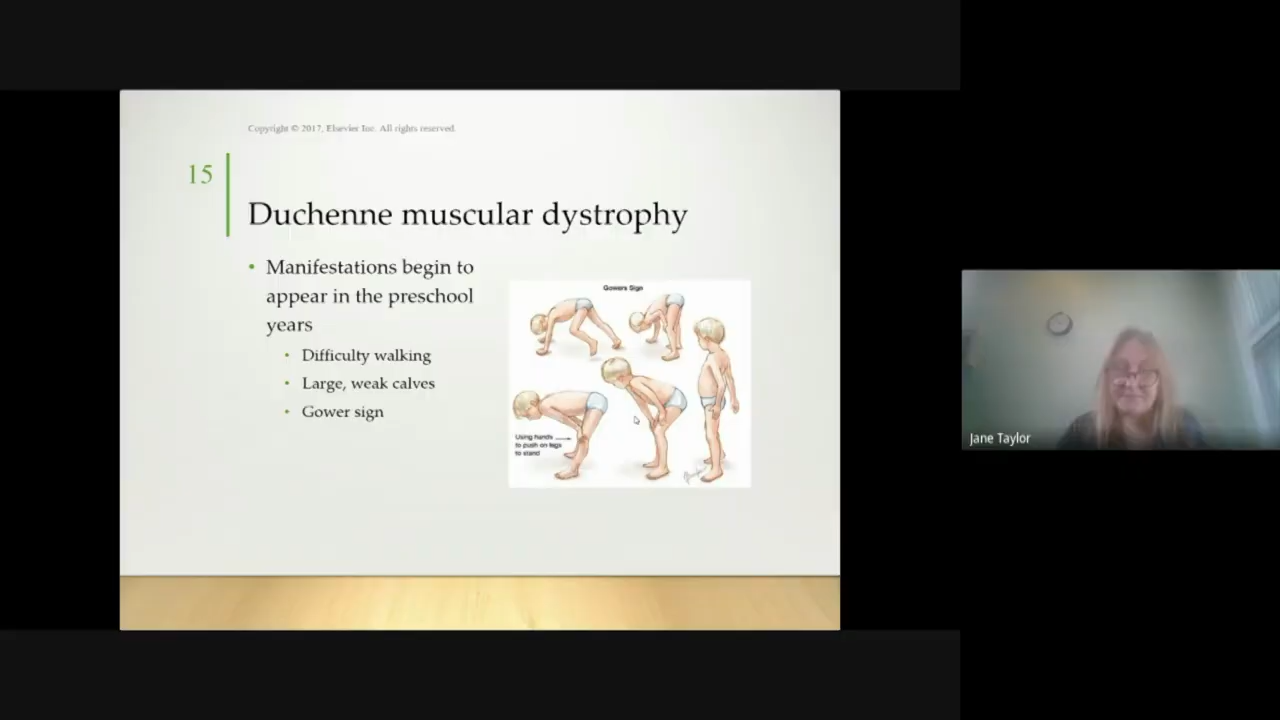 Copyright © 2017, Elsevier Inc. All rights reserved.
15
Duchenne muscular dystrophy
• Manifestations begin to
appear in the preschool
years
• Difficulty walking
• Large, weak calves
• Gower sign
Gowers Sign
Using hands
to push on legs
to stand
Jane Taylor